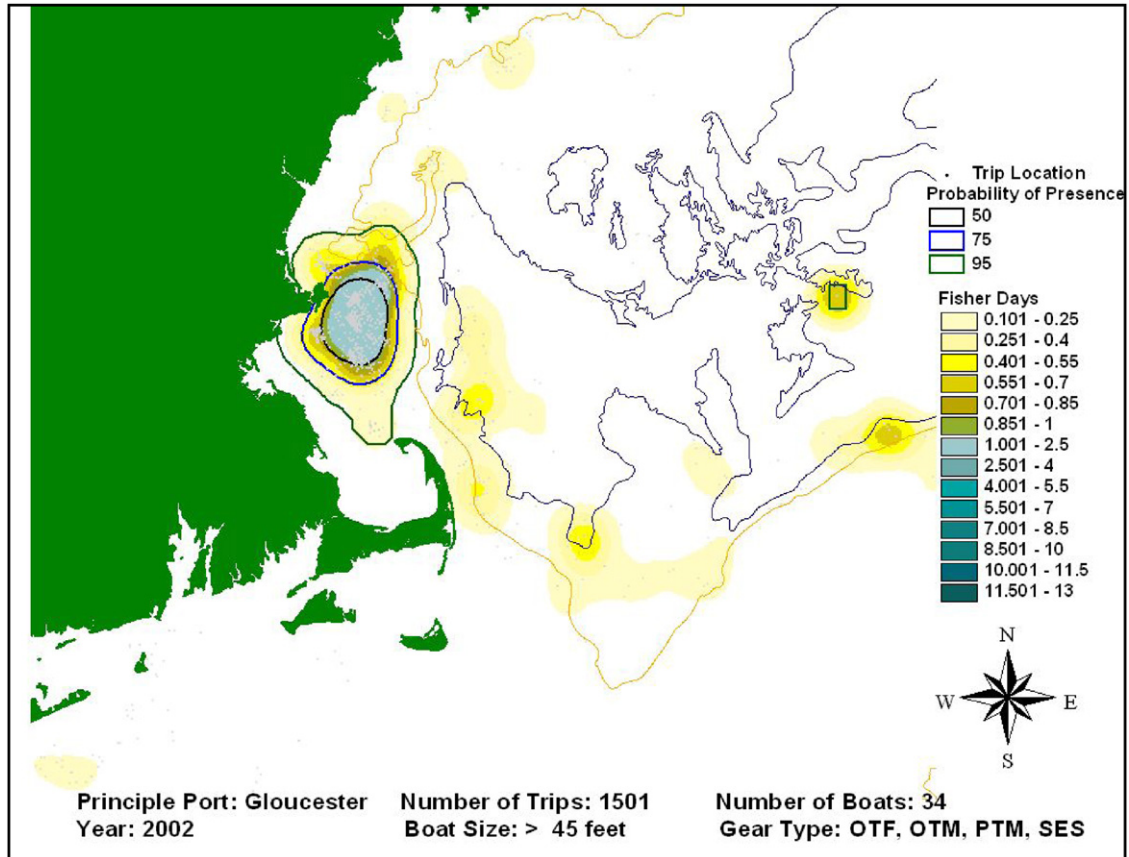 Trip Location
Probability of Presence
50
75
95
Fisher Days
0.101 - 0.25
0.251 - 0.4
0.401 - 0.55
0.551 - 0.7
0.701 - 0.85
0.851 - 1
1.001 - 2.5
2.501 - 4
4.001 - 5.5
5.501 - 7
7.001 - 8.5
8.501 - 10
10.001 - 11.5
11.501 - 13
N
W E
S
Principle Port: Gloucester Number of Trips: 1501 Number of Boats: 34
Year: 2002 Boat Size: > 45 feet Gear Type: OTF, OTM, PTM, SES